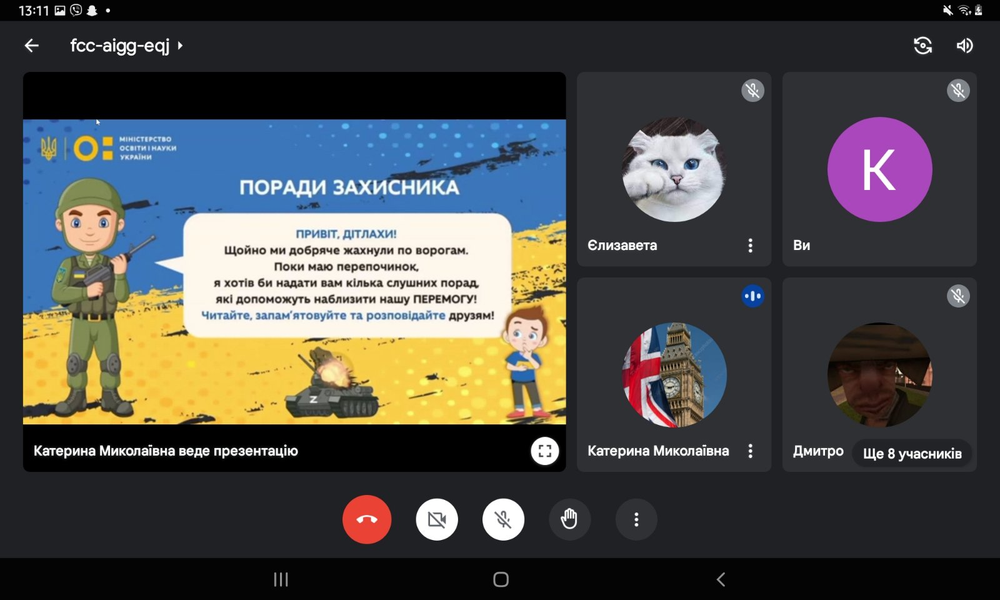 13:11
fcc-aigg-eqj
МІНІСТЕРСТВО
ОСВІТИ І НАУКИ
УКРАЇНИ
ПОРАДИ ЗАХИСНИКА
ПРИВІТ, ДІТЛАХИ!
Щойно ми добряче жахнули по ворогам.
Поки маю перепочинок,
я хотів би надати вам кілька слушних порад,
які допоможуть наблизити нашу ПЕРЕМОГУ!
Читайте, запам’ятовуйте та розповідайте друзям!
Z
Катерина Миколаївна веде презентацію
Єлизавета
K
Ви
Катерина Миколаївна
Дмитро
Ще 8 учасників